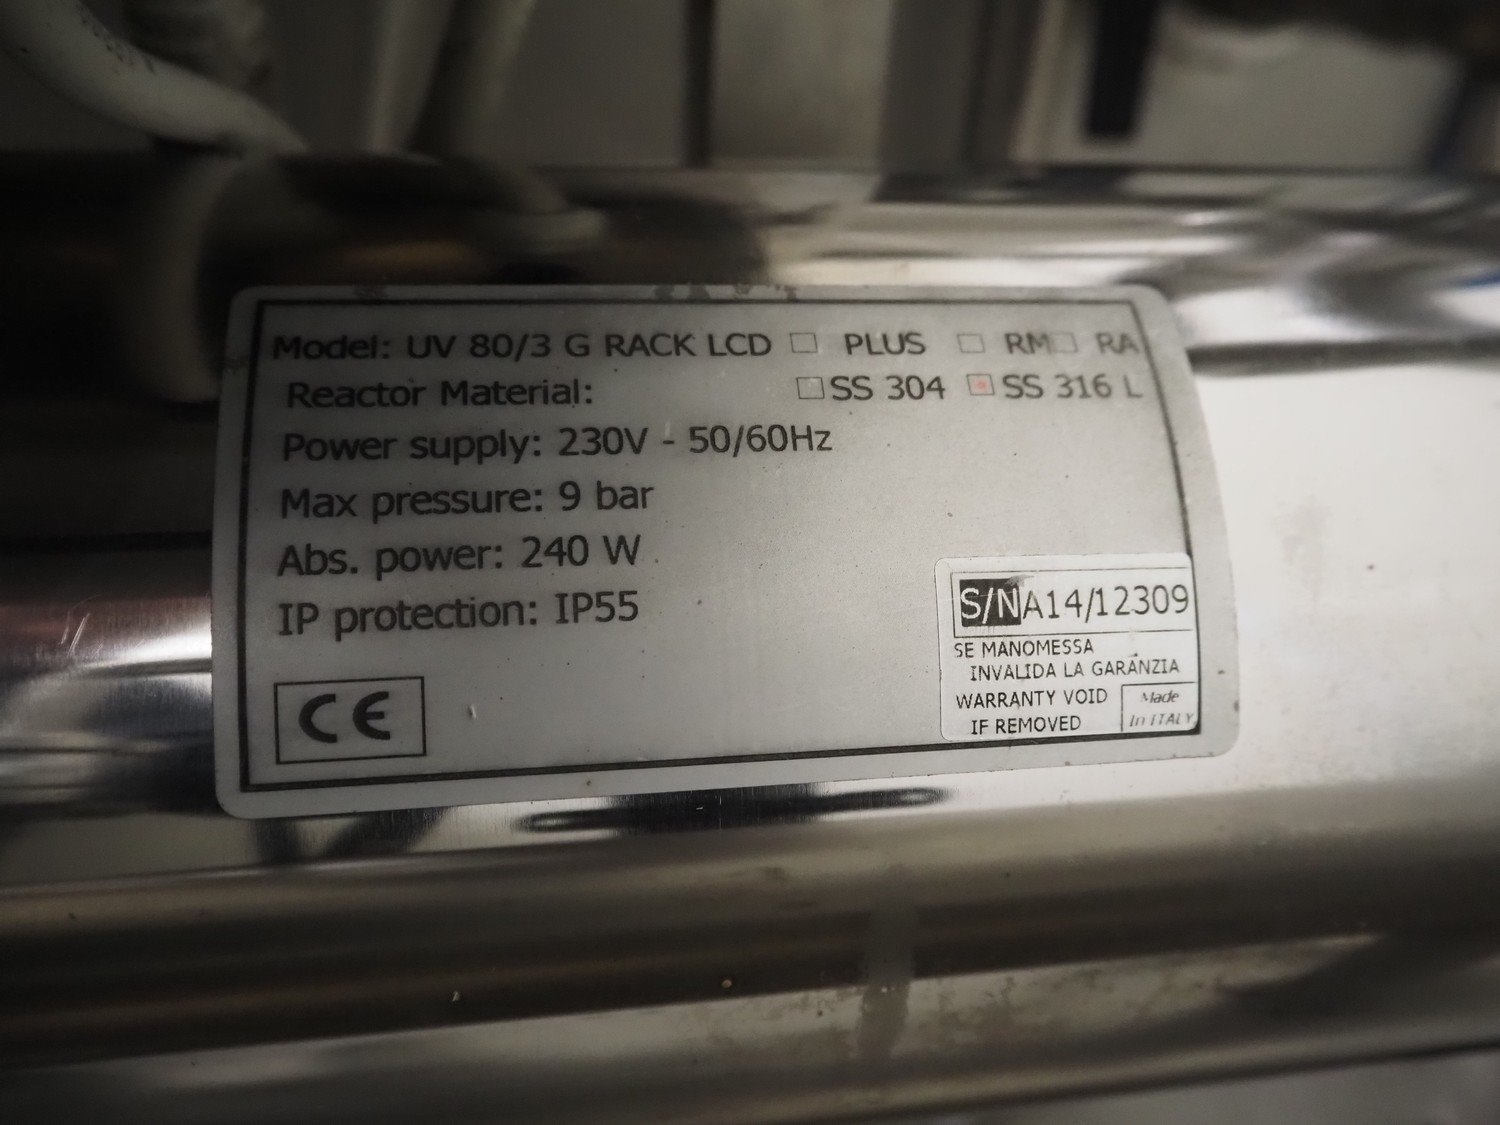 Model: UV 80/3 G RACK LCD ☐ PLUS ☐ RM ☐ RA
Reactor Material: ☐ SS 304 ☒ SS 316 L
Power supply: 230V - 50/60Hz
Max pressure: 9 bar
Abs. power: 240 W
IP protection: IP55
CE
S/N A14/12309
SE MANOMESSA
INVALIDA LA GARANZIA
WARRANTY VOID
IF REMOVED
Made
In ITALY